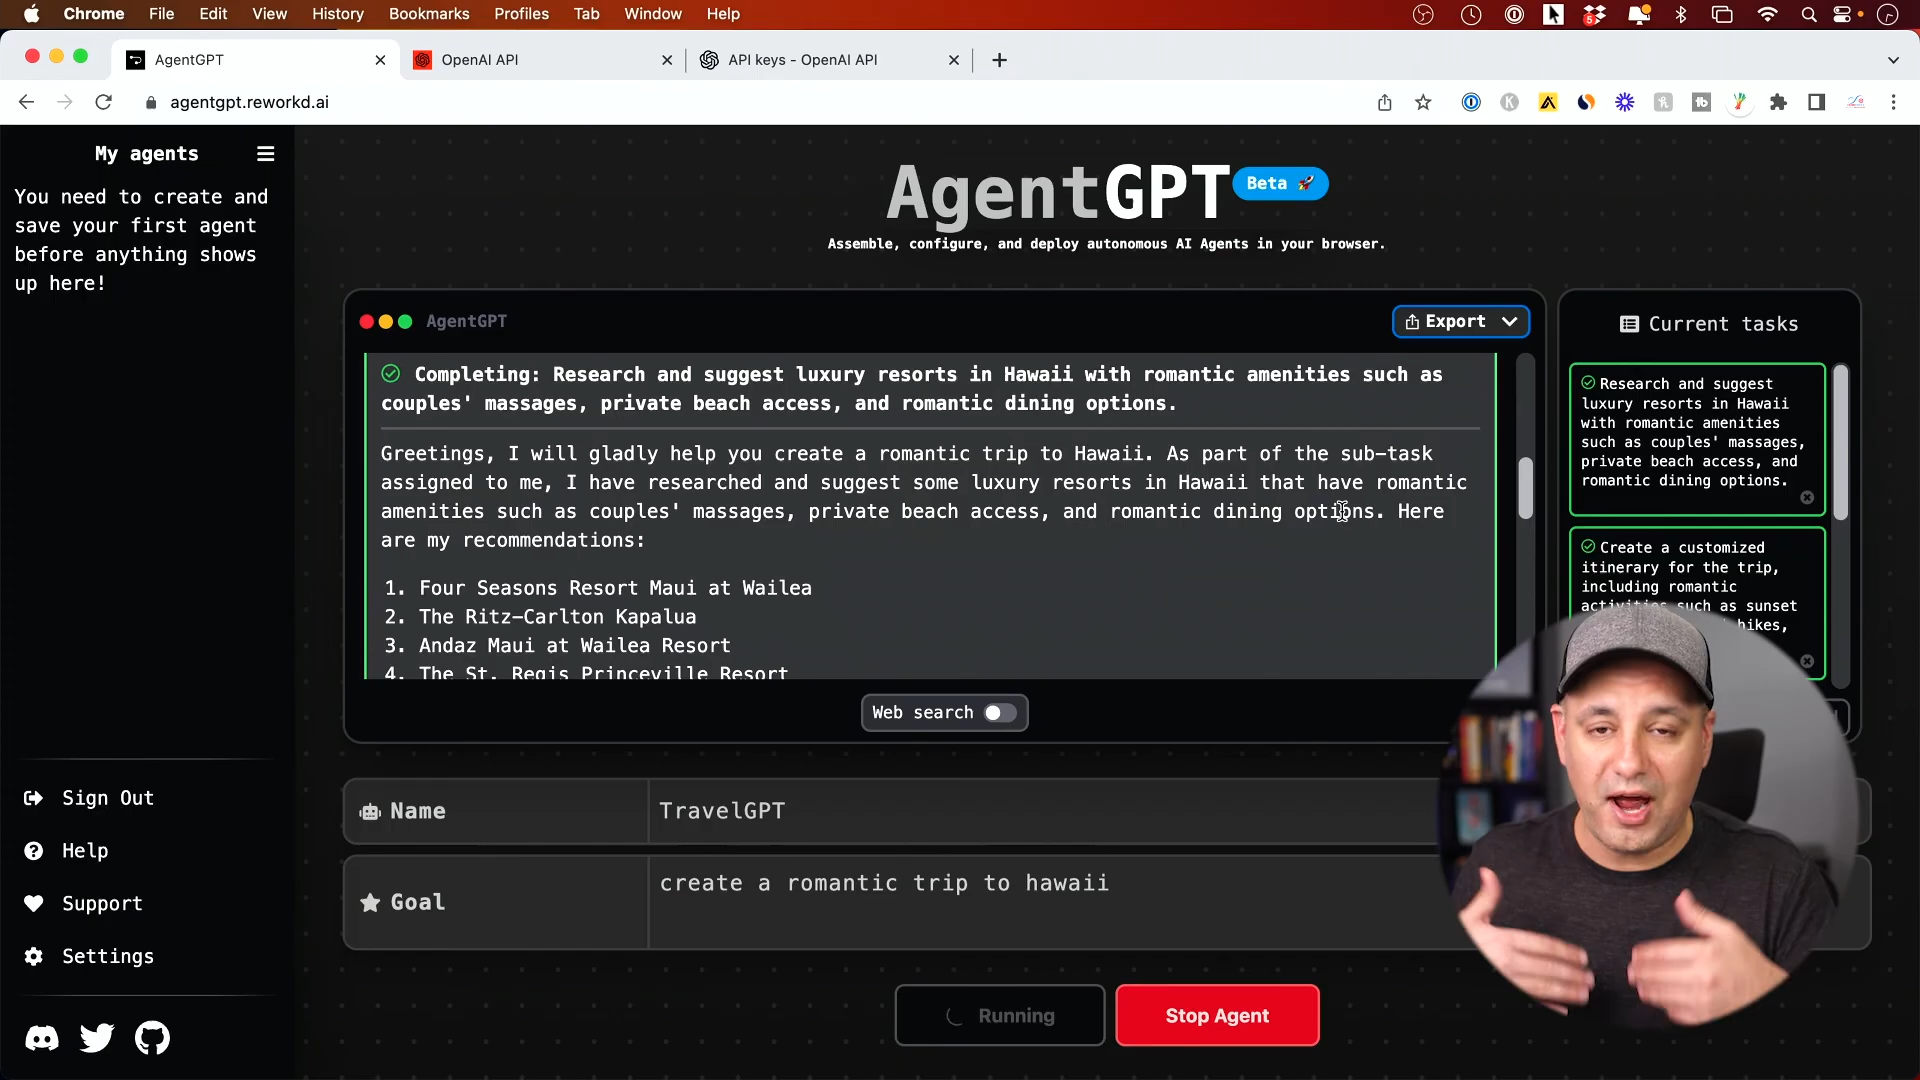 Chrome File Edit View History Bookmarks Profiles Tab Window Help
5
AgentGPT
OpenAI API
API keys - OpenAI API
agentgpt.reworkd.ai
My agents
You need to create and
save your first agent
before anything shows
up here!
Sign Out
Help
Support
Settings
AgentGPT
Beta 🚀
Assemble, configure, and deploy autonomous AI Agents in your browser.
AgentGPT
Export
Completing: Research and suggest luxury resorts in Hawaii with romantic amenities such as
couples' massages, private beach access, and romantic dining options.
Greetings, I will gladly help you create a romantic trip to Hawaii. As part of the sub-task
assigned to me, I have researched and suggest some luxury resorts in Hawaii that have romantic
amenities such as couples' massages, private beach access, and romantic dining options. Here
are my recommendations:
1. Four Seasons Resort Maui at Wailea
2. The Ritz-Carlton Kapalua
3. Andaz Maui at Wailea Resort
4. The St. Regis Princeville Resort
Web search
Current tasks
Research and suggest
luxury resorts in Hawaii
with romantic amenities
such as couples' massages,
private beach access, and
romantic dining options.
Create a customized
itinerary for the trip,
including romantic
activities such as sunset
hikes,
Name
TravelGPT
Goal
create a romantic trip to hawaii
Running
Stop Agent